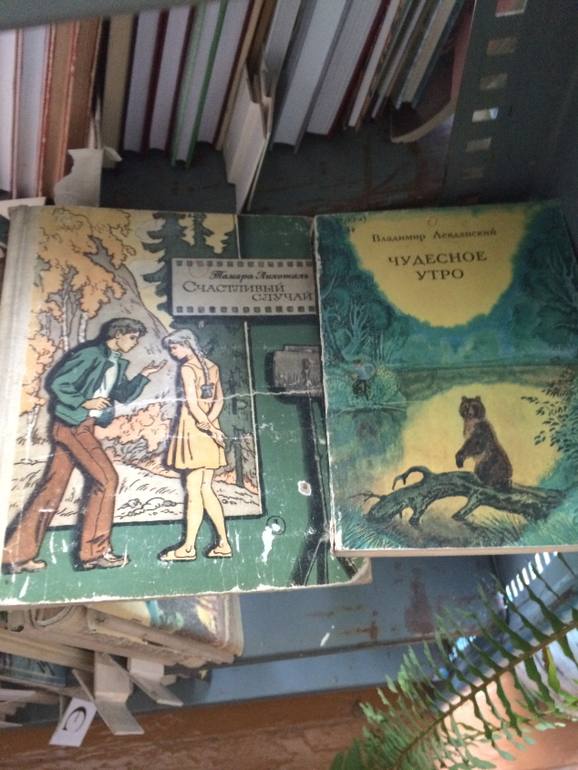 Тамара Лихоталь
СЧАСТЛИВЫЙ
СЛУЧАЙ
Владимир Левданский
ЧУДЕСНОЕ
УТРО